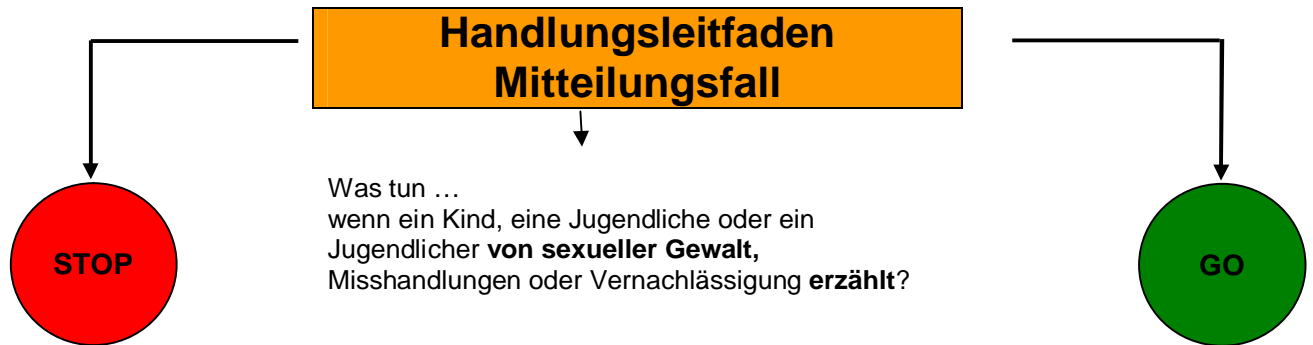 Handlungsleitfaden
Mitteilungsfall
Was tun …
wenn ein Kind, eine Jugendliche oder ein
Jugendlicher von sexueller Gewalt,
Misshandlungen oder Vernachlässigung erzählt?
STOP
GO